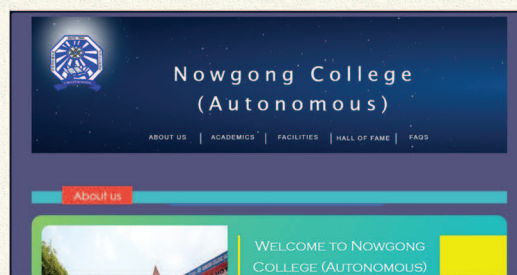 Nowgong College
(Autonomous)
ABOUT US | ACADEMICS | FACILITIES | HALL OF FAME | FAQS
About us
WELCOME TO NOWGONG
COLLEGE (AUTONOMOUS)